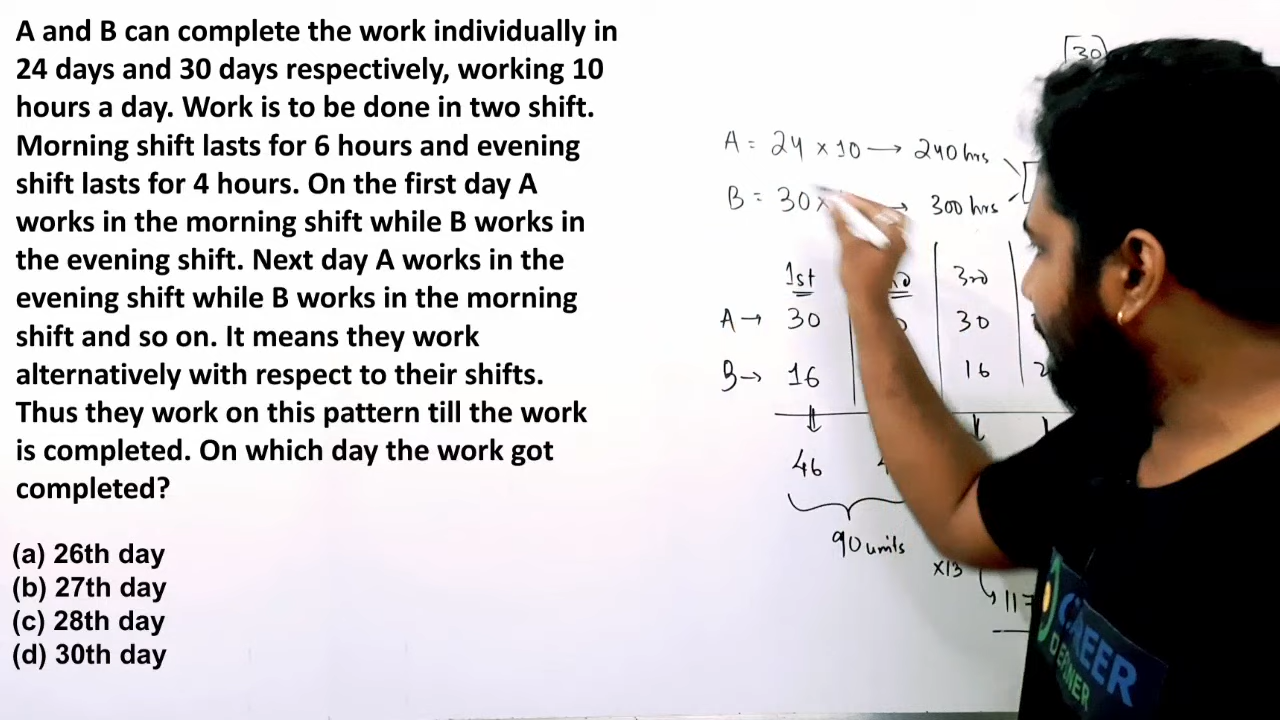 A and B can complete the work individually in
24 days and 30 days respectively, working 10
hours a day. Work is to be done in two shift.
Morning shift lasts for 6 hours and evening
shift lasts for 4 hours. On the first day A
works in the morning shift while B works in
the evening shift. Next day A works in the
evening shift while B works in the morning
shift and so on. It means they work
alternatively with respect to their shifts.
Thus they work on this pattern till the work
is completed. On which day the work got
completed?
(a) 26th day
(b) 27th day
(c) 28th day
(d) 30th day
30
A = 24 × 10 → 240 hrs
B = 30 × → 300 hrs
1st 3rd
A → 30 30
B → 16 16
46
90 units
×13
117
CAREER
DEFINER